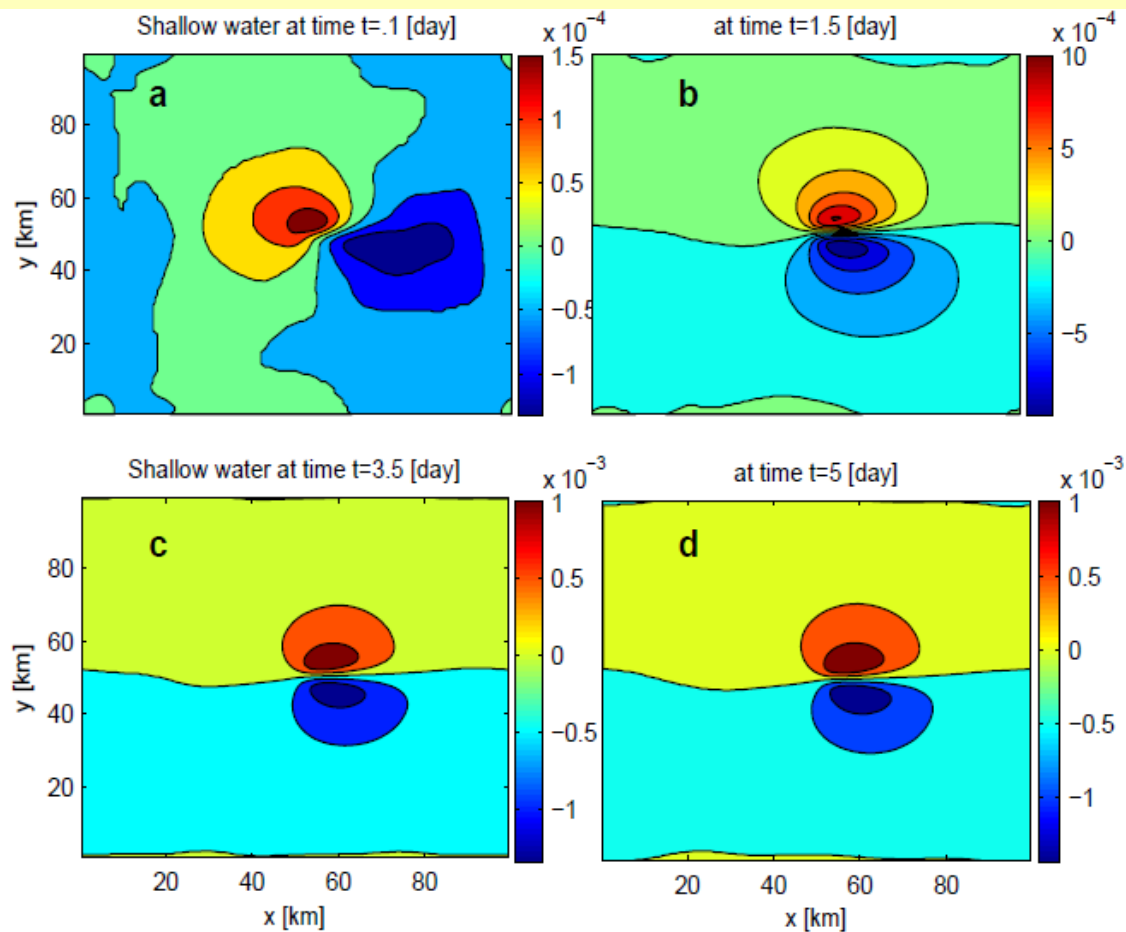 Shallow water at time t=.1 [day]
x 10⁻⁴
a
1.5
1
0.5
0
−0.5
−1
y [km]
80
60
40
20
at time t=1.5 [day]
x 10⁻⁴
b
10
5
0
−5
Shallow water at time t=3.5 [day]
x 10⁻³
c
1
0.5
0
−0.5
−1
y [km]
80
60
40
20
20 40 60 80
x [km]
at time t=5 [day]
x 10⁻³
d
1
0.5
0
−0.5
−1
20 40 60 80
x [km]